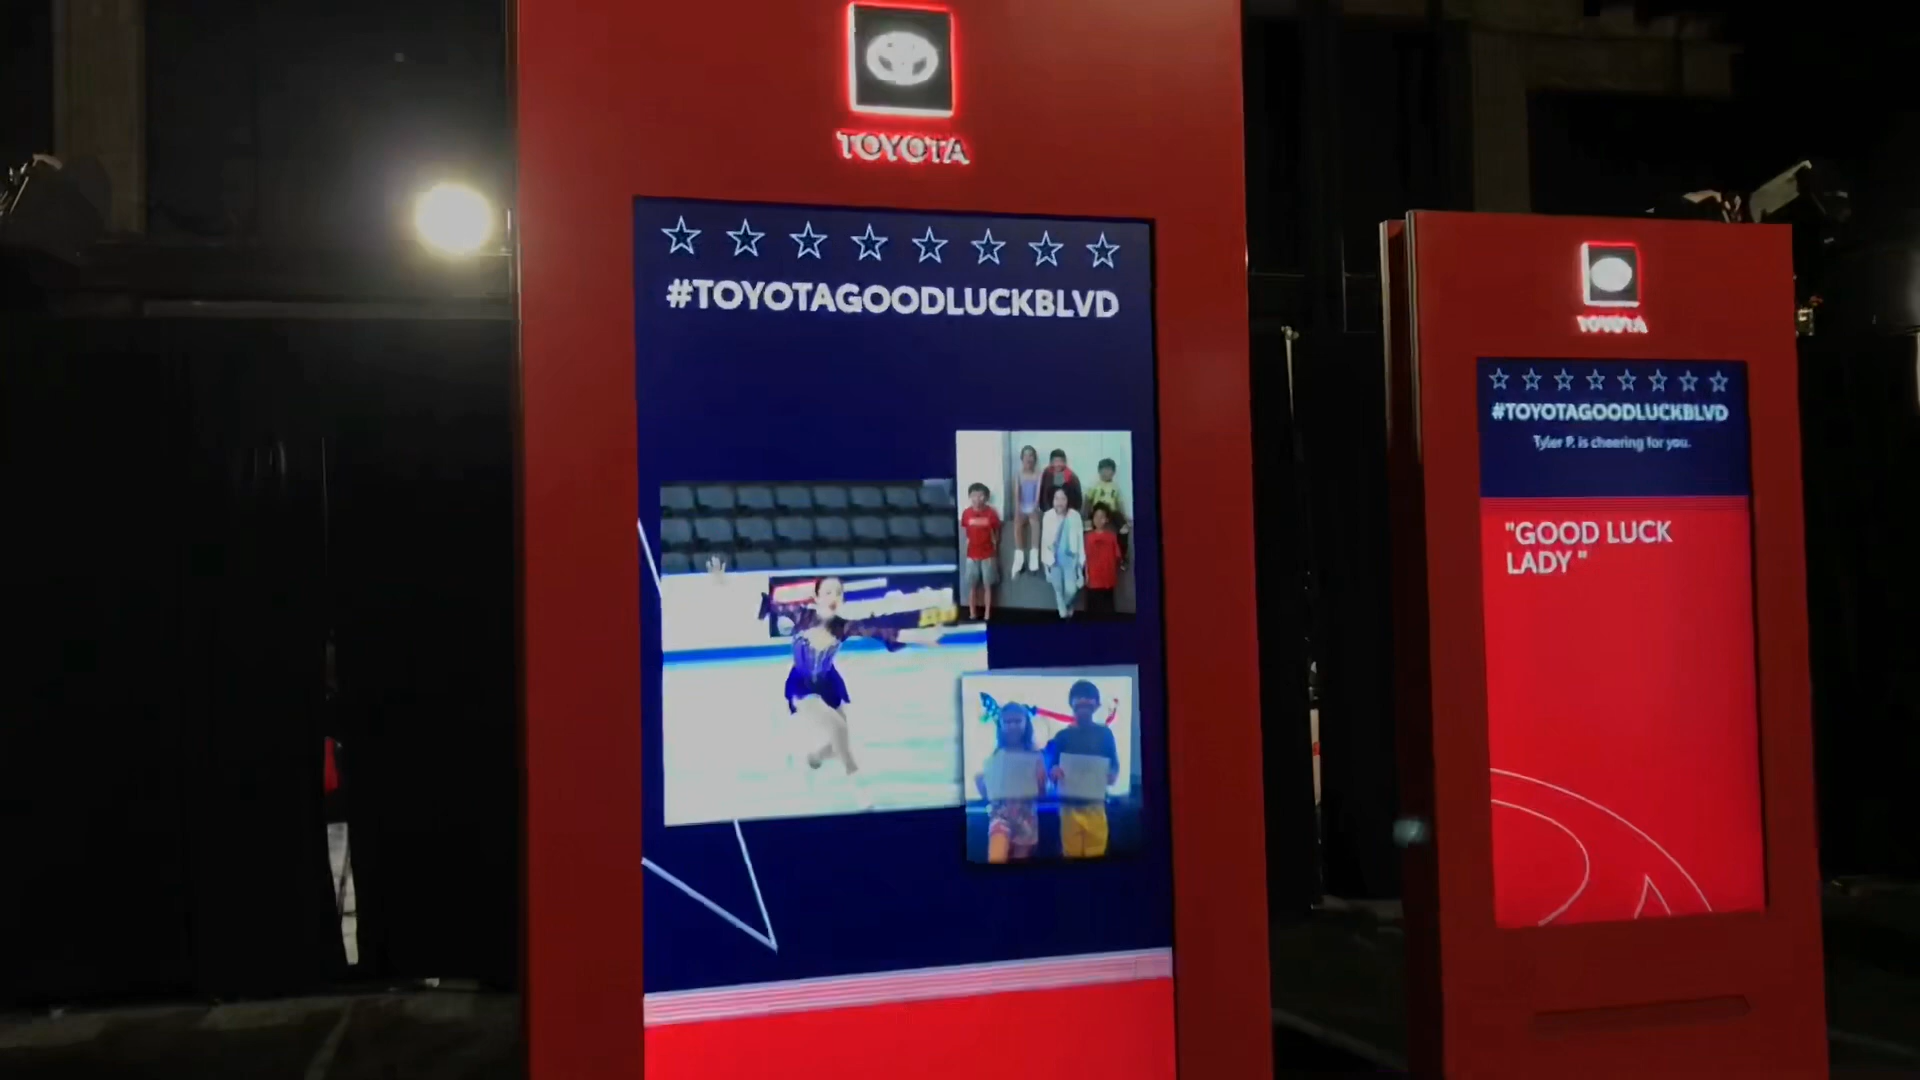 TOYOTA
#TOYOTAGOODLUCKBLVD
TOYOTA
#TOYOTAGOODLUCKBLVD
Tyler P. is cheering for you.
"GOOD LUCK
LADY "